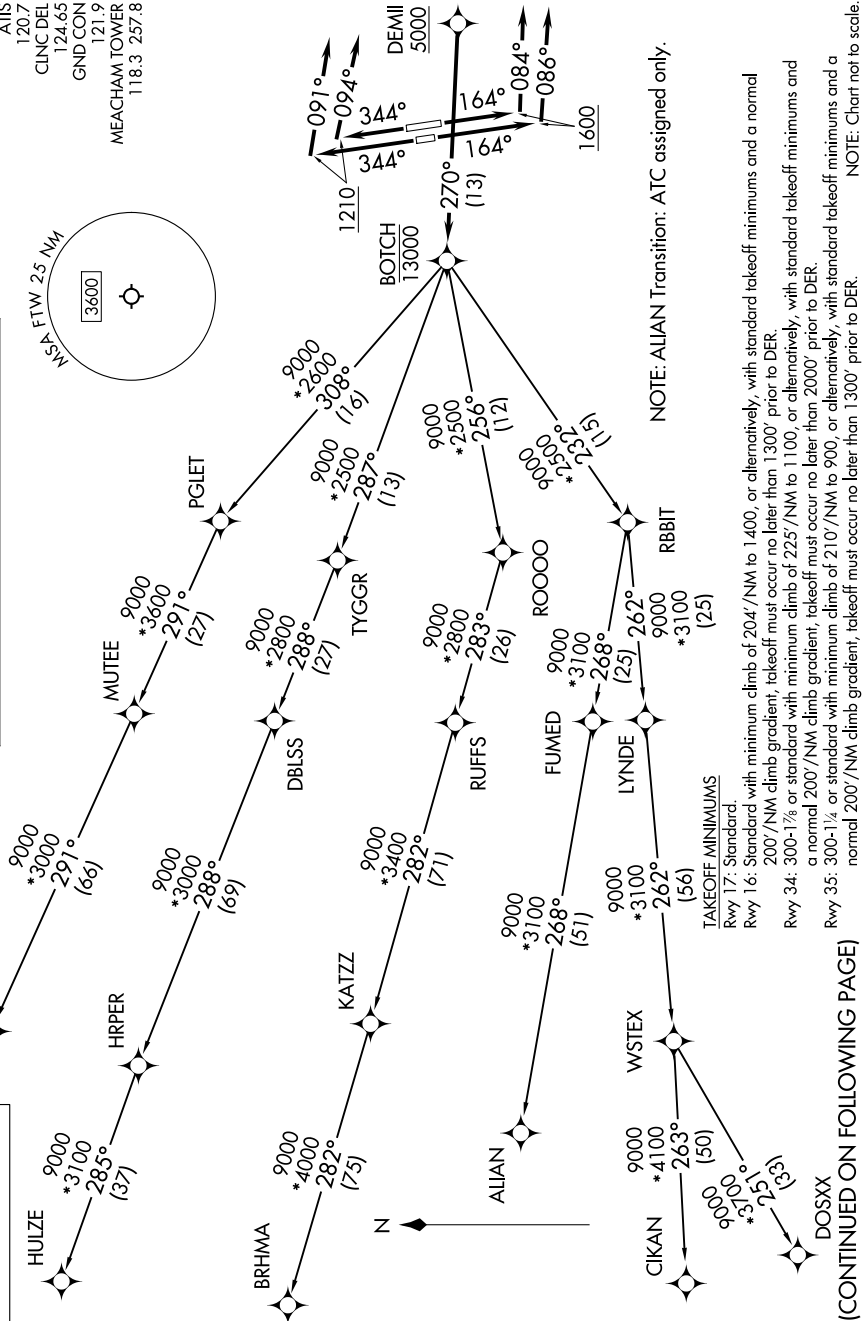 ATIS
120.7
CLNC DEL
124.65
GND CON
121.9
MEACHAM TOWER
118.3 257.8
MSA FTW 25 NM
3600
DEMII
5000
091°
094°
344°
164°
344°
164°
084°
086°
1210
1600
270°
(13)
BOTCH
13000
9000
*2600
308°
(16)
PGLET
9000
*3600
291°
(27)
MUTEE
9000
*3000
291°
(66)
9000
*2500
287°
(13)
TYGGR
9000
*2800
288°
(27)
DBLSS
9000
*3000
288°
(69)
HRPER
9000
*3100
285°
(37)
HULZE
9000
*2500
256°
(12)
ROOOO
9000
*2800
283°
(26)
RUFFS
9000
*3400
282°
(71)
KATZZ
9000
*4000
282°
(75)
BRHMA
9000
*2500
232°
(15)
RBBIT
9000
*3100
268°
(25)
FUMED
9000
*3100
268°
(51)
ALIAN
262°
9000
*3100
(25)
LYNDE
9000
*3100
262°
(56)
WSTEX
9000
*4100
263°
(50)
CIKAN
9000
*3700
251°
(33)
DOSXX
N
NOTE: ALIAN Transition: ATC assigned only.
TAKEOFF MINIMUMS
Rwy 17: Standard.
Rwy 16: Standard with minimum climb of 204'/NM to 1400, or alternatively, with standard takeoff minimums and a normal
200'/NM climb gradient, takeoff must occur no later than 1300' prior to DER.
Rwy 34: 300-1⅞ or standard with minimum climb of 225'/NM to 1100, or alternatively, with standard takeoff minimums and
a normal 200'/NM climb gradient, takeoff must occur no later than 2000' prior to DER.
Rwy 35: 300-1¼ or standard with minimum climb of 210'/NM to 900, or alternatively, with standard takeoff minimums and a
normal 200'/NM climb gradient, takeoff must occur no later than 1300' prior to DER.
NOTE: Chart not to scale.
(CONTINUED ON FOLLOWING PAGE)